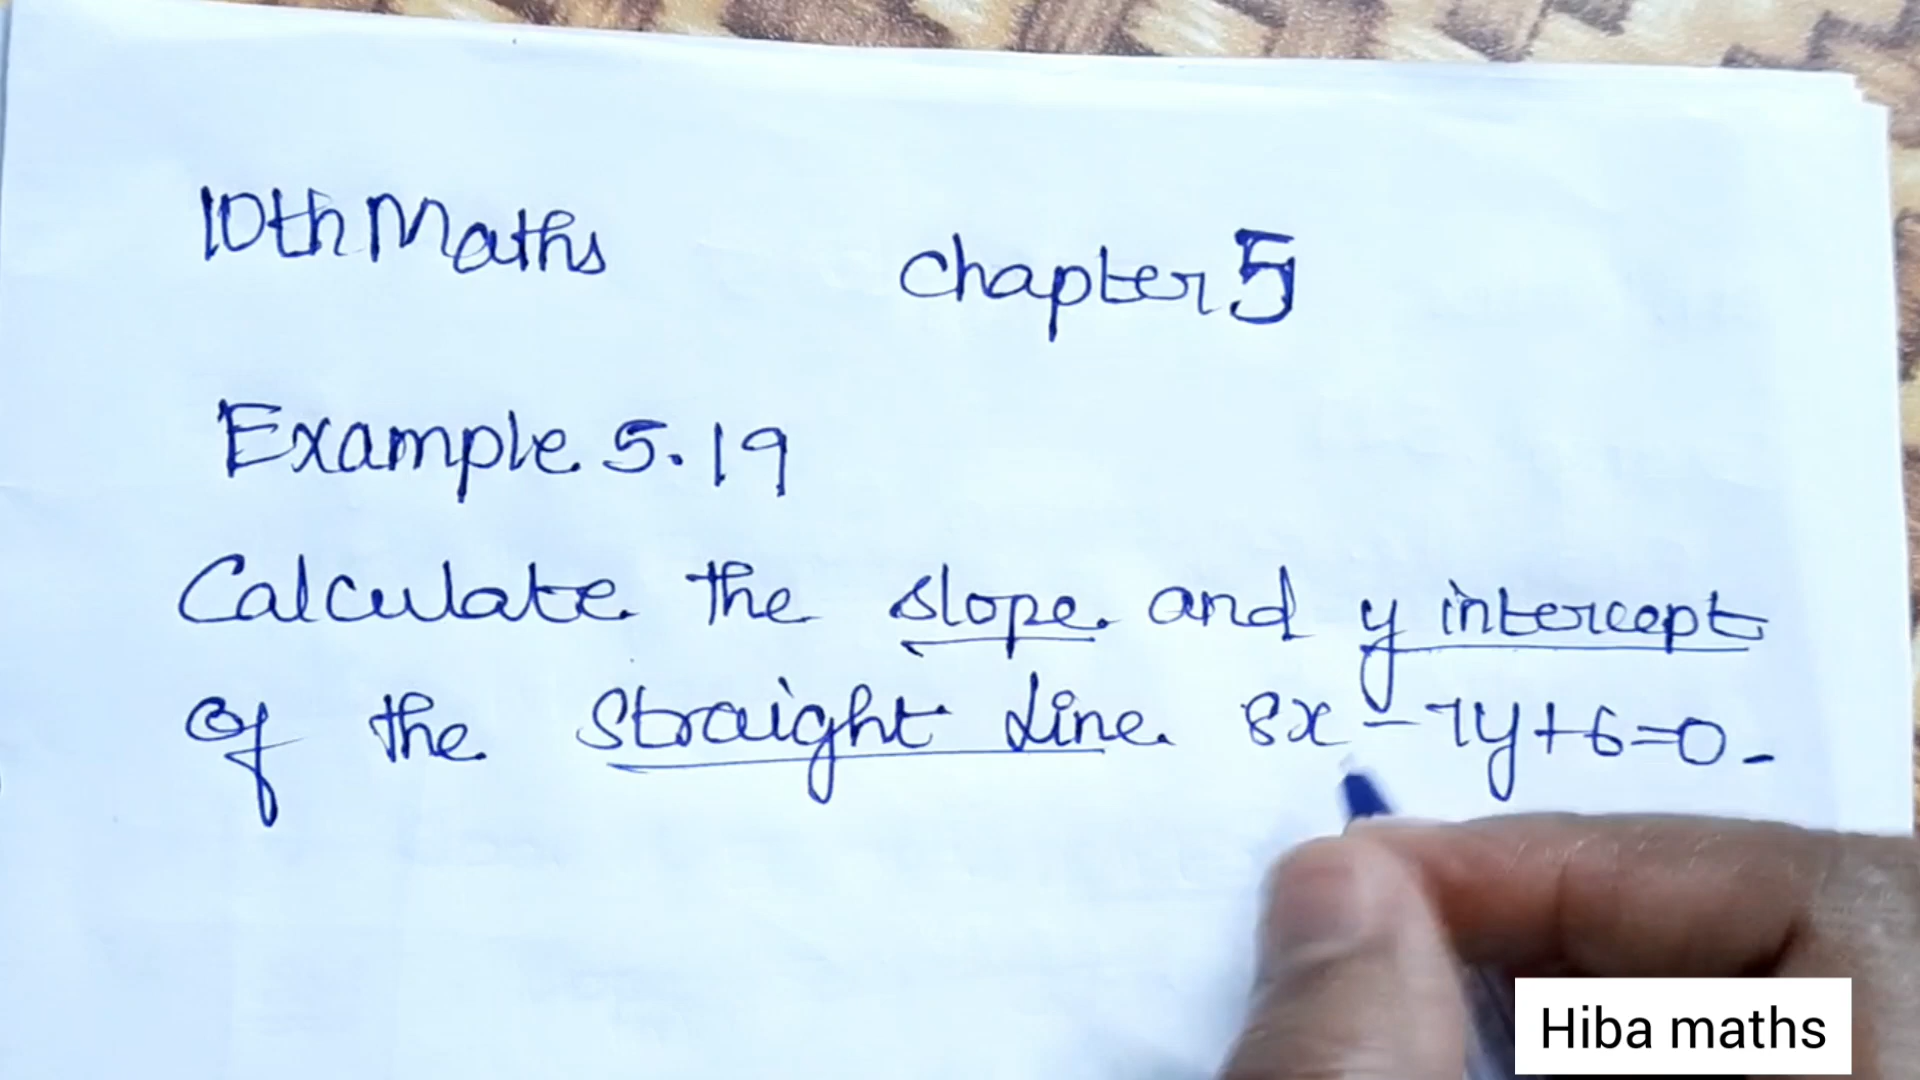 10th Maths chapter 5
Example 5.19
Calculate the slope and y intercept
of the straight line 8x - 7y + 6 = 0.
Hiba maths